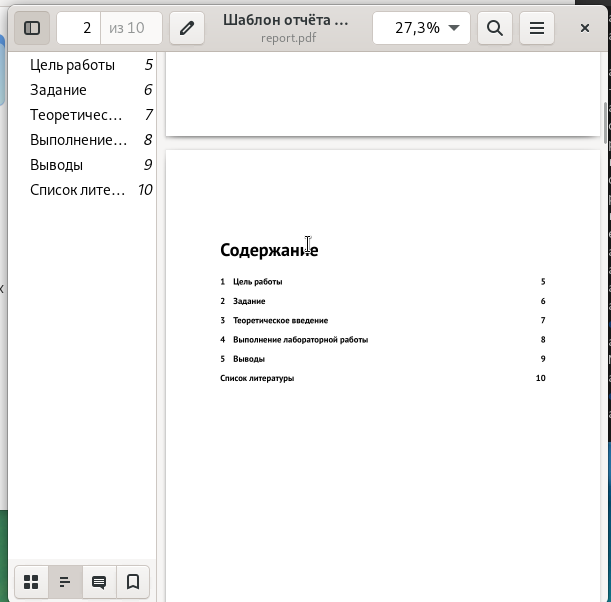 2 из 10
Шаблон отчёта ...
report.pdf
27,3%
Цель работы 5
Задание 6
Теоретичес... 7
Выполнение... 8
Выводы 9
Список лите... 10
Содержание
1 Цель работы 5
2 Задание 6
3 Теоретическое введение 7
4 Выполнение лабораторной работы 8
5 Выводы 9
Список литературы 10